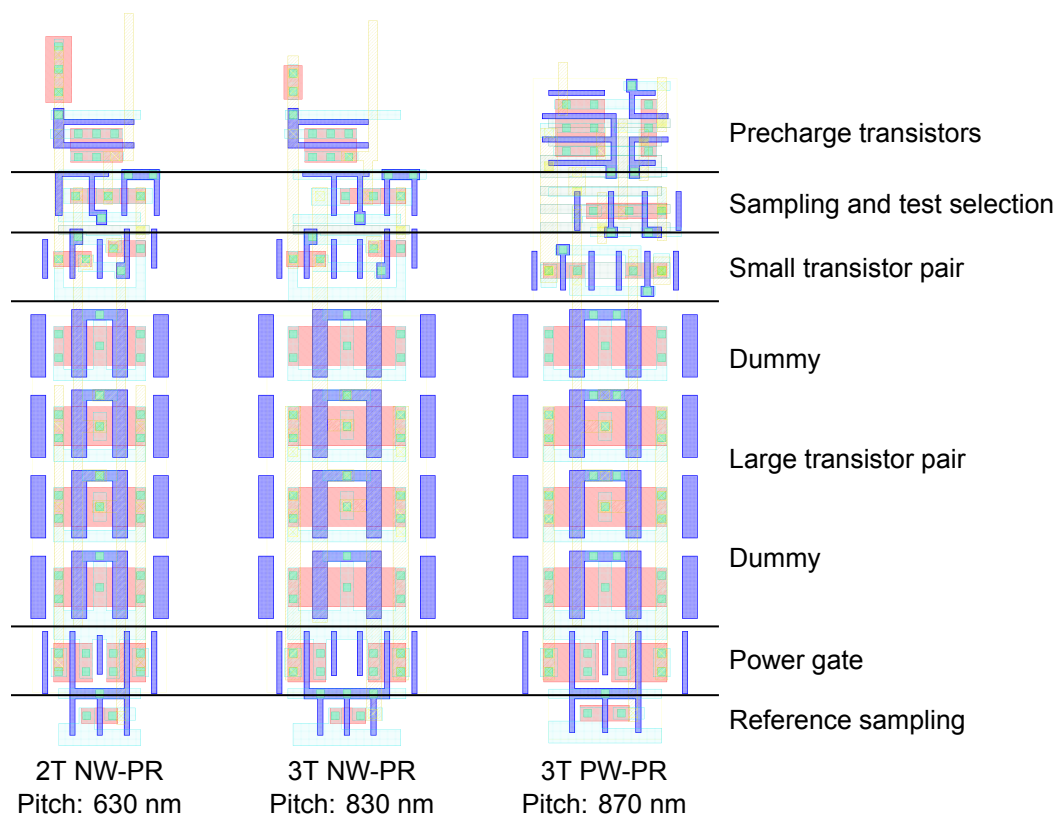 Precharge transistors
Sampling and test selection
Small transistor pair
Dummy
Large transistor pair
Dummy
Power gate
Reference sampling
2T NW-PR
Pitch: 630 nm
3T NW-PR
Pitch: 830 nm
3T PW-PR
Pitch: 870 nm